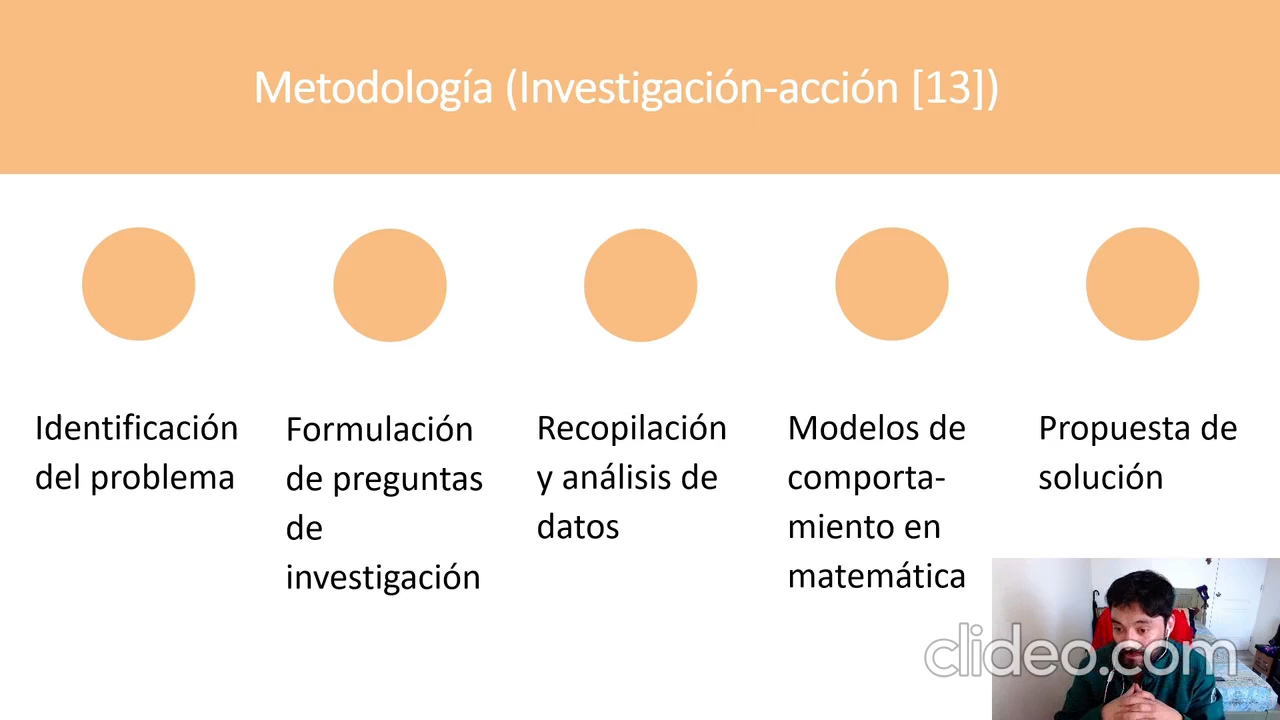 Metodología (Investigación-acción [13])
Identificación
del problema
Formulación
de preguntas
de
investigación
Recopilación
y análisis de
datos
Modelos de
comporta-
miento en
matemática
Propuesta de
solución
clideo.com